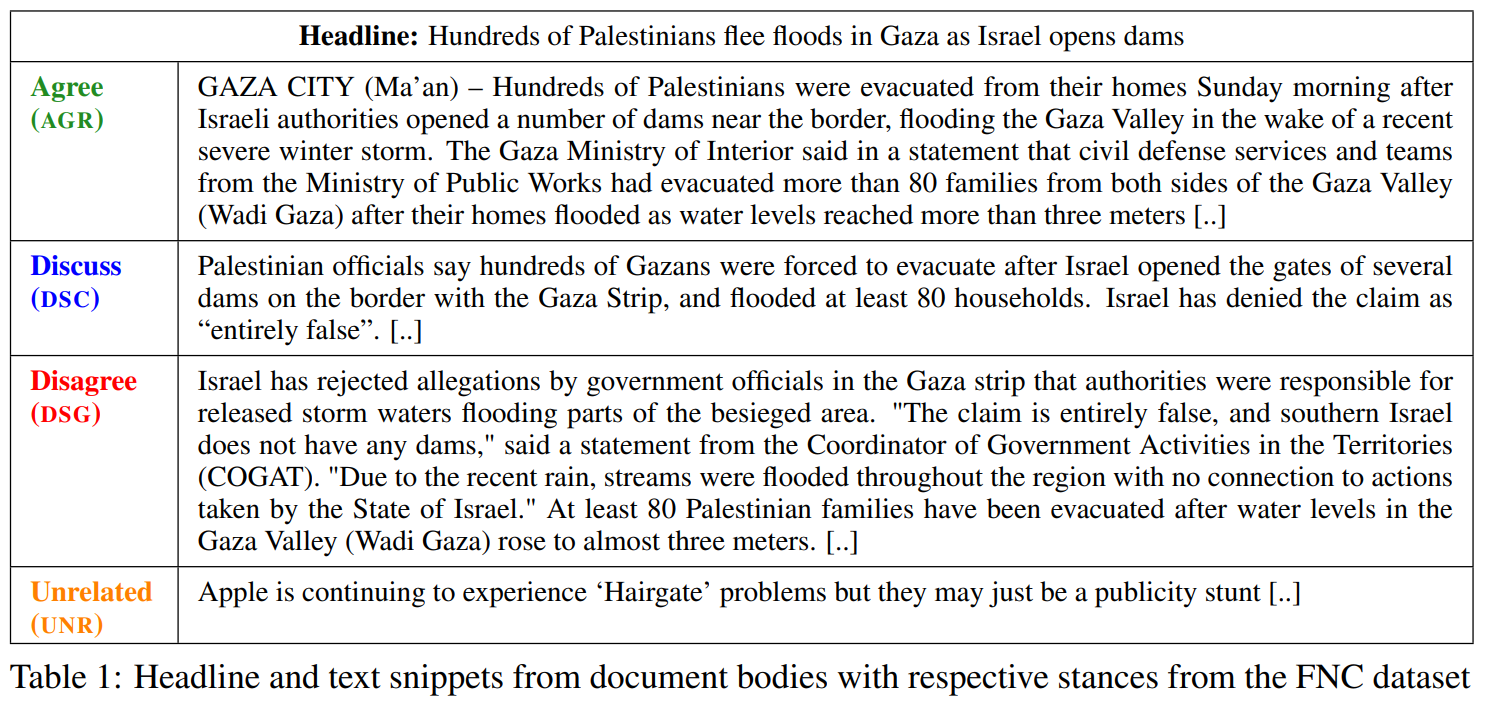 Headline: Hundreds of Palestinians flee floods in Gaza as Israel opens dams
Agree
(AGR)
GAZA CITY (Ma’an) – Hundreds of Palestinians were evacuated from their homes Sunday morning after
Israeli authorities opened a number of dams near the border, flooding the Gaza Valley in the wake of a recent
severe winter storm. The Gaza Ministry of Interior said in a statement that civil defense services and teams
from the Ministry of Public Works had evacuated more than 80 families from both sides of the Gaza Valley
(Wadi Gaza) after their homes flooded as water levels reached more than three meters [..]
Discuss
(DSC)
Palestinian officials say hundreds of Gazans were forced to evacuate after Israel opened the gates of several
dams on the border with the Gaza Strip, and flooded at least 80 households. Israel has denied the claim as
“entirely false”. [..]
Disagree
(DSG)
Israel has rejected allegations by government officials in the Gaza strip that authorities were responsible for
released storm waters flooding parts of the besieged area. "The claim is entirely false, and southern Israel
does not have any dams," said a statement from the Coordinator of Government Activities in the Territories
(COGAT). "Due to the recent rain, streams were flooded throughout the region with no connection to actions
taken by the State of Israel." At least 80 Palestinian families have been evacuated after water levels in the
Gaza Valley (Wadi Gaza) rose to almost three meters. [..]
Unrelated
(UNR)
Apple is continuing to experience ‘Hairgate’ problems but they may just be a publicity stunt [..]
Table 1: Headline and text snippets from document bodies with respective stances from the FNC dataset